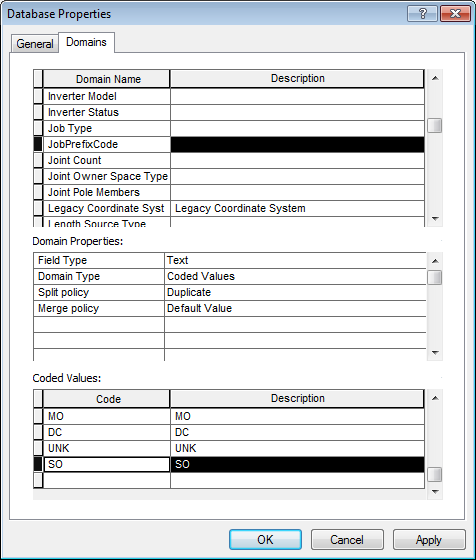 Database Properties
General Domains
Domain Name Description
Inverter Model
Inverter Status
Job Type
JobPrefixCode
Joint Count
Joint Owner Space Type
Joint Pole Members
Legacy Coordinate Syst Legacy Coordinate System
Length Source Type
Domain Properties:
Field Type Text
Domain Type Coded Values
Split policy Duplicate
Merge policy Default Value
Coded Values:
Code Description
MO MO
DC DC
UNK UNK
SO SO
OK Cancel Apply